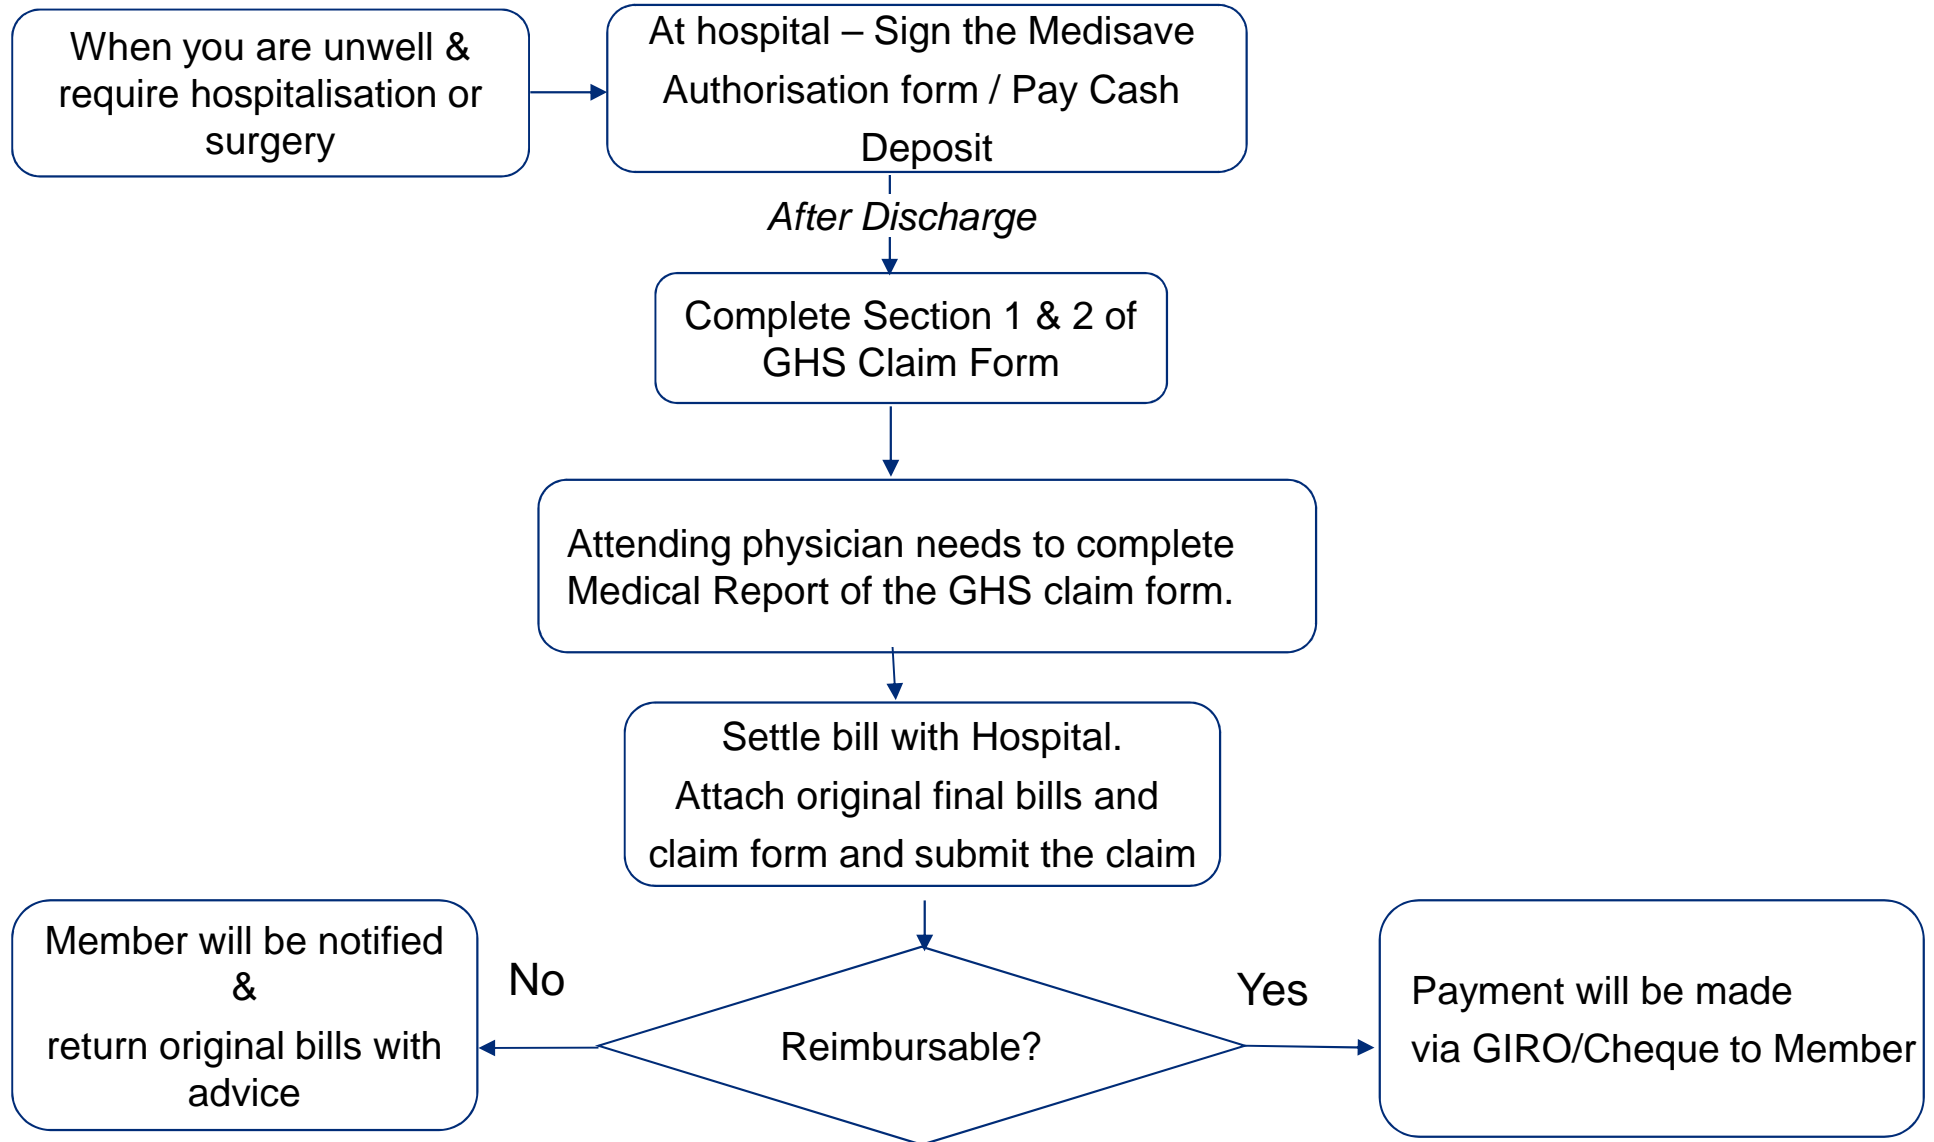 When you are unwell &
require hospitalisation or
surgery
At hospital – Sign the Medisave
Authorisation form / Pay Cash
Deposit
After Discharge
Complete Section 1 & 2 of
GHS Claim Form
Attending physician needs to complete
Medical Report of the GHS claim form.
Settle bill with Hospital.
Attach original final bills and
claim form and submit the claim
Member will be notified
&
return original bills with
advice
No
Reimbursable?
Yes
Payment will be made
via GIRO/Cheque to Member